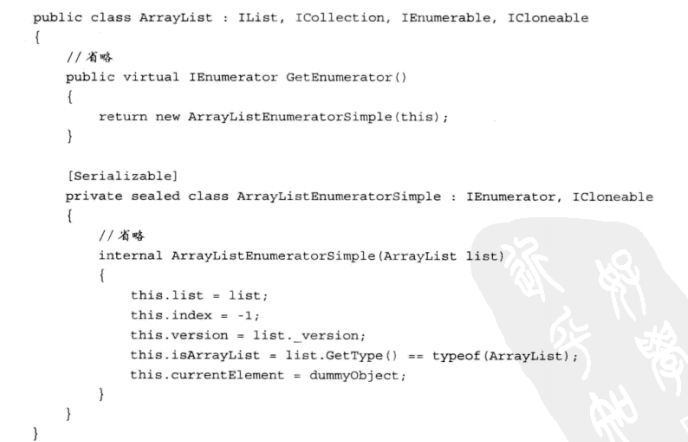 public class ArrayList : IList, ICollection, IEnumerable, ICloneable
{
//省略
public virtual IEnumerator GetEnumerator()
{
return new ArrayListEnumeratorSimple(this);
}
[Serializable]
private sealed class ArrayListEnumeratorSimple : IEnumerator, ICloneable
{
//省略
internal ArrayListEnumeratorSimple(ArrayList list)
{
this.list = list;
this.index = -1;
this.version = list._version;
this.isArrayList = list.GetType() == typeof(ArrayList);
this.currentElement = dummyObject;
}
}
}